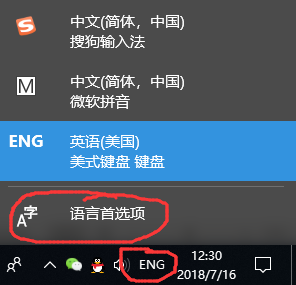 中文(简体，中国)
搜狗输入法
M
中文(简体，中国)
微软拼音
ENG
英语(美国)
美式键盘 键盘
A字
语言首选项
ENG
12:30
2018/7/16